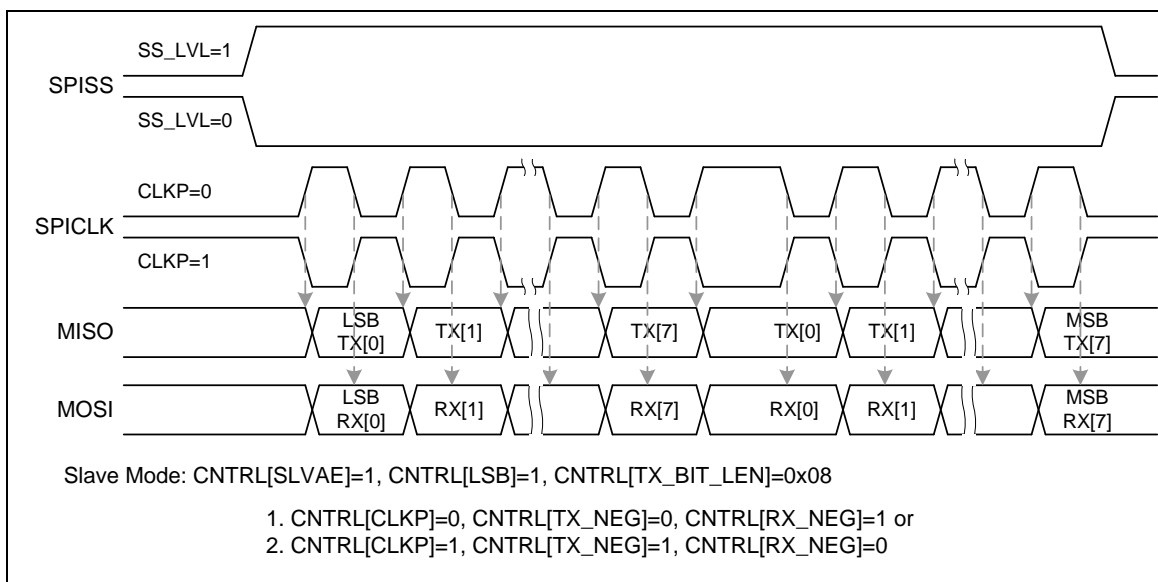 SS_LVL=1
SPISS
SS_LVL=0
CLKP=0
SPICLK
CLKP=1
MISO
LSB
TX[0]
TX[1]
TX[7]
TX[0]
TX[1]
MSB
TX[7]
MOSI
LSB
RX[0]
RX[1]
RX[7]
RX[0]
RX[1]
MSB
RX[7]
Slave Mode: CNTRL[SLVAE]=1, CNTRL[LSB]=1, CNTRL[TX_BIT_LEN]=0x08
1. CNTRL[CLKP]=0, CNTRL[TX_NEG]=0, CNTRL[RX_NEG]=1 or
2. CNTRL[CLKP]=1, CNTRL[TX_NEG]=1, CNTRL[RX_NEG]=0